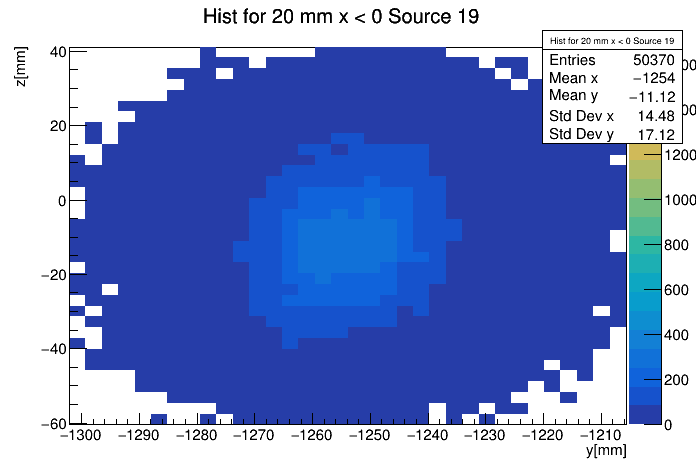 Hist for 20 mm x < 0 Source 19
z[mm]
40
20
0
−20
−40
−60
−1300 −1290 −1280 −1270 −1260 −1250 −1240 −1230 −1220 −1210
y[mm]
Hist for 20 mm x < 0 Source 19
Entries 50370
Mean x −1254
Mean y −11.12
Std Dev x 14.48
Std Dev y 17.12
1200
1000
800
600
400
200
0